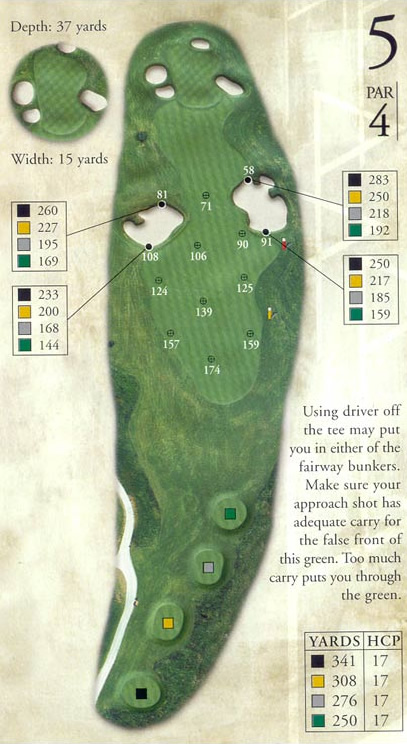 Depth: 37 yards
5
PAR
4
Width: 15 yards
58
283
250
218
192
81
71
260
227
195
169
90
91
108
106
250
217
185
159
124
125
233
200
168
144
139
157
159
174
Using driver off
the tee may put
you in either of the
fairway bunkers.
Make sure your
approach shot has
adequate carry for
the false front of
this green. Too much
carry puts you through
the green.
YARDS HCP
341 17
308 17
276 17
250 17